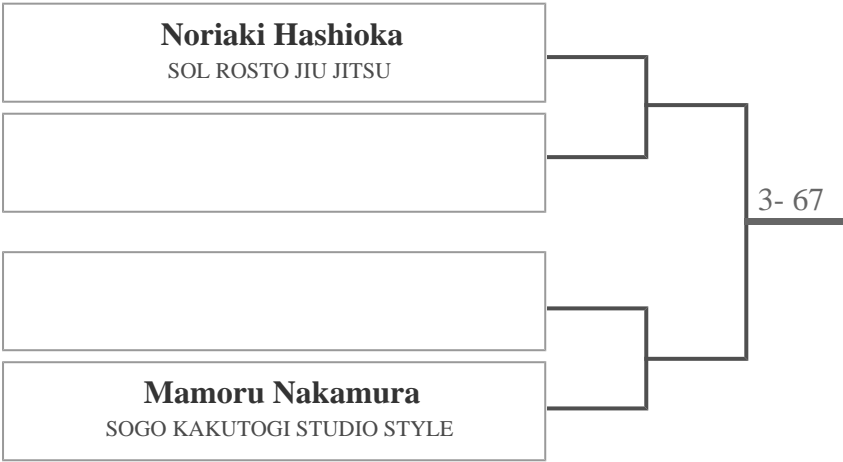 Noriaki Hashioka
SOL ROSTO JIU JITSU
3- 67
Mamoru Nakamura
SOGO KAKUTOGI STUDIO STYLE